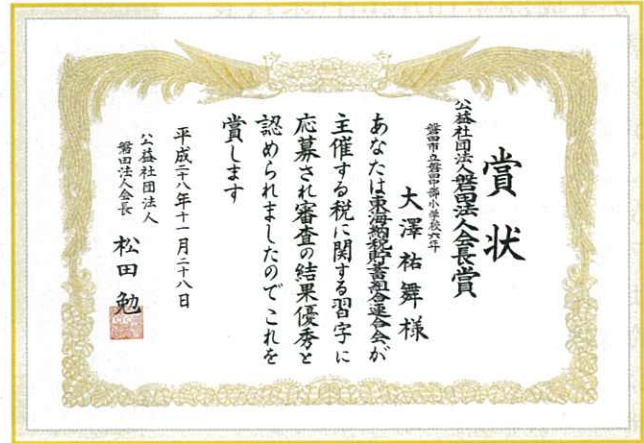 賞状
公益社団法人磐田法人会長賞
磐田市立磐田中部小学校六年
大澤祐舞様
あなたは東海納税貯蓄組合連合会が
主催する税に関する習字に
応募され審査の結果優秀と
認められましたのでこれを
賞します
平成二十八年十一月二十八日
公益社団法人
磐田法人会長
松田勉